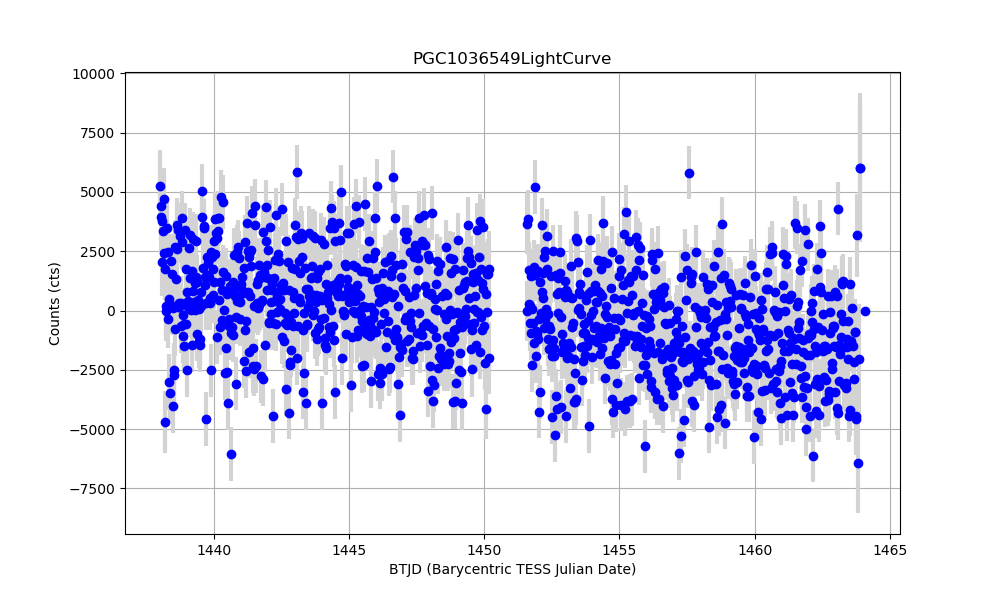 PGC1036549LightCurve
10000
7500
5000
2500
0
−2500
−5000
−7500
Counts (cts)
1440 1445 1450 1455 1460 1465
BTJD (Barycentric TESS Julian Date)